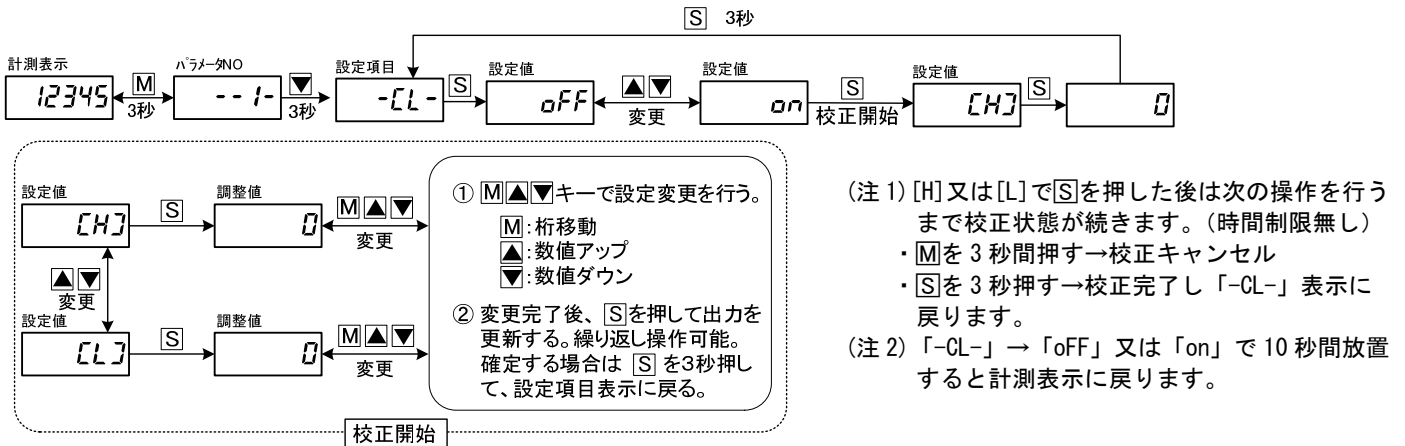 S 3秒
計測表示
12345
M
3秒
パラメータNO
--1-
▼
3秒
設定項目
-CL-
S
設定値
oFF
▲▼
変更
設定値
on
S
校正開始
設定値
[H]
S
0
設定値
[H]
S
調整値
0
M▲▼
変更
▲▼
変更
設定値
[L]
S
調整値
0
M▲▼
変更
① M▲▼キーで設定変更を行う。
M:桁移動
▲:数値アップ
▼:数値ダウン
② 変更完了後、Sを押して出力を
更新する。繰り返し操作可能。
確定する場合は S を3秒押し
て、設定項目表示に戻る。
校正開始
(注 1) [H]又は[L]でSを押した後は次の操作を行う
まで校正状態が続きます。(時間制限無し)
・Mを 3 秒間押す→校正キャンセル
・Sを 3 秒押す→校正完了し「-CL-」表示に
戻ります。
(注 2) 「-CL-」→「oFF」又は「on」で 10 秒間放置
すると計測表示に戻ります。